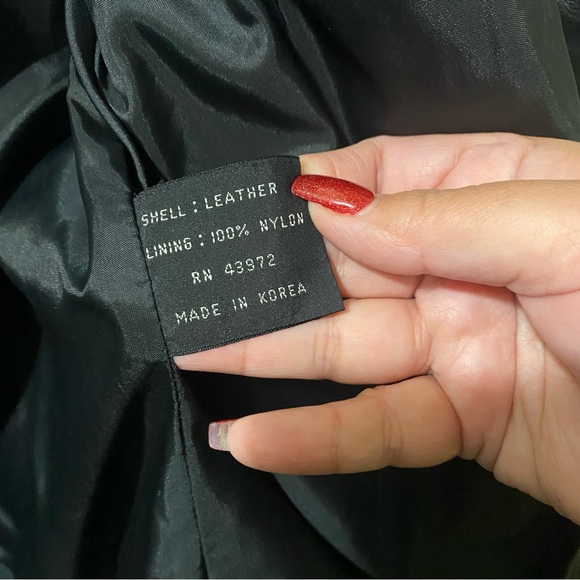 SHELL : LEATHER
LINING : 100% NYLON
RN 43972
MADE IN KOREA